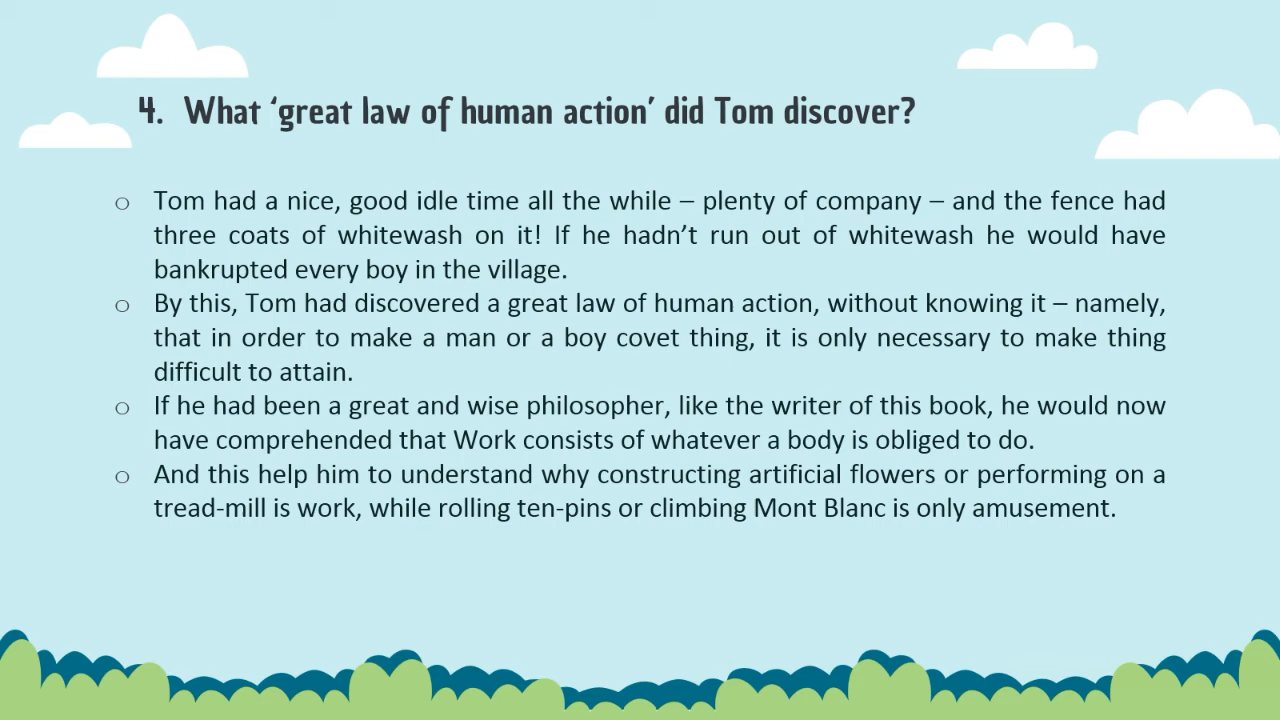 4. What ‘great law of human action’ did Tom discover?
○ Tom had a nice, good idle time all the while – plenty of company – and the fence had
three coats of whitewash on it! If he hadn’t run out of whitewash he would have
bankrupted every boy in the village.
○ By this, Tom had discovered a great law of human action, without knowing it – namely,
that in order to make a man or a boy covet thing, it is only necessary to make thing
difficult to attain.
○ If he had been a great and wise philosopher, like the writer of this book, he would now
have comprehended that Work consists of whatever a body is obliged to do.
○ And this help him to understand why constructing artificial flowers or performing on a
tread-mill is work, while rolling ten-pins or climbing Mont Blanc is only amusement.